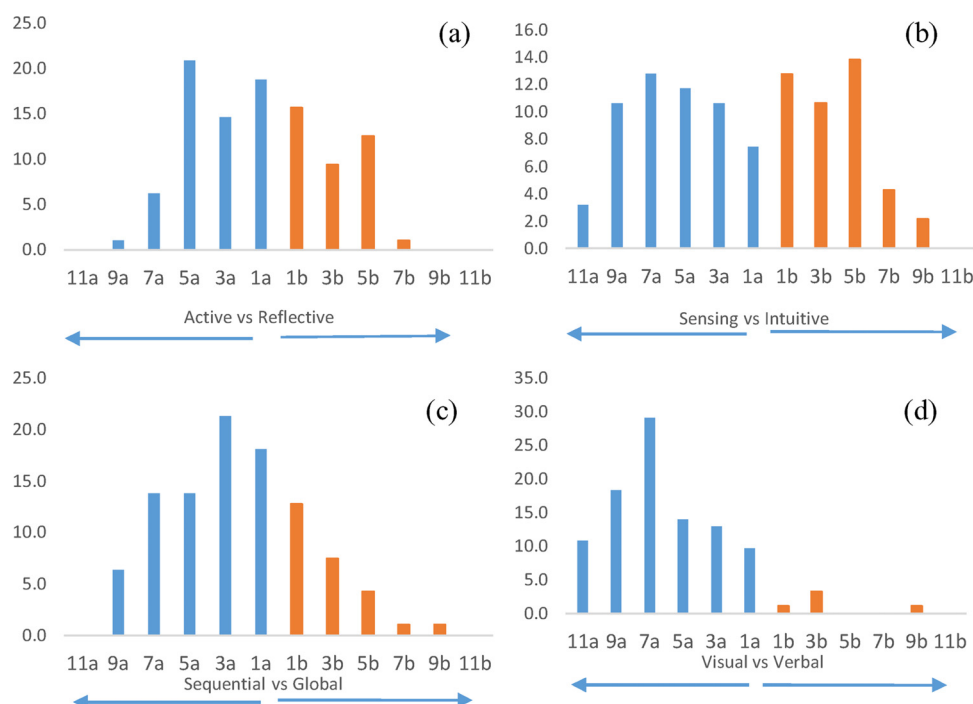 25.0
(a)
20.0
15.0
10.0
5.0
0.0
11a 9a 7a 5a 3a 1a 1b 3b 5b 7b 9b 11b
Active vs Reflective
16.0
(b)
14.0
12.0
10.0
8.0
6.0
4.0
2.0
0.0
11a 9a 7a 5a 3a 1a 1b 3b 5b 7b 9b 11b
Sensing vs Intuitive
25.0
(c)
20.0
15.0
10.0
5.0
0.0
11a 9a 7a 5a 3a 1a 1b 3b 5b 7b 9b 11b
Sequential vs Global
35.0
(d)
30.0
25.0
20.0
15.0
10.0
5.0
0.0
11a 9a 7a 5a 3a 1a 1b 3b 5b 7b 9b 11b
Visual vs Verbal